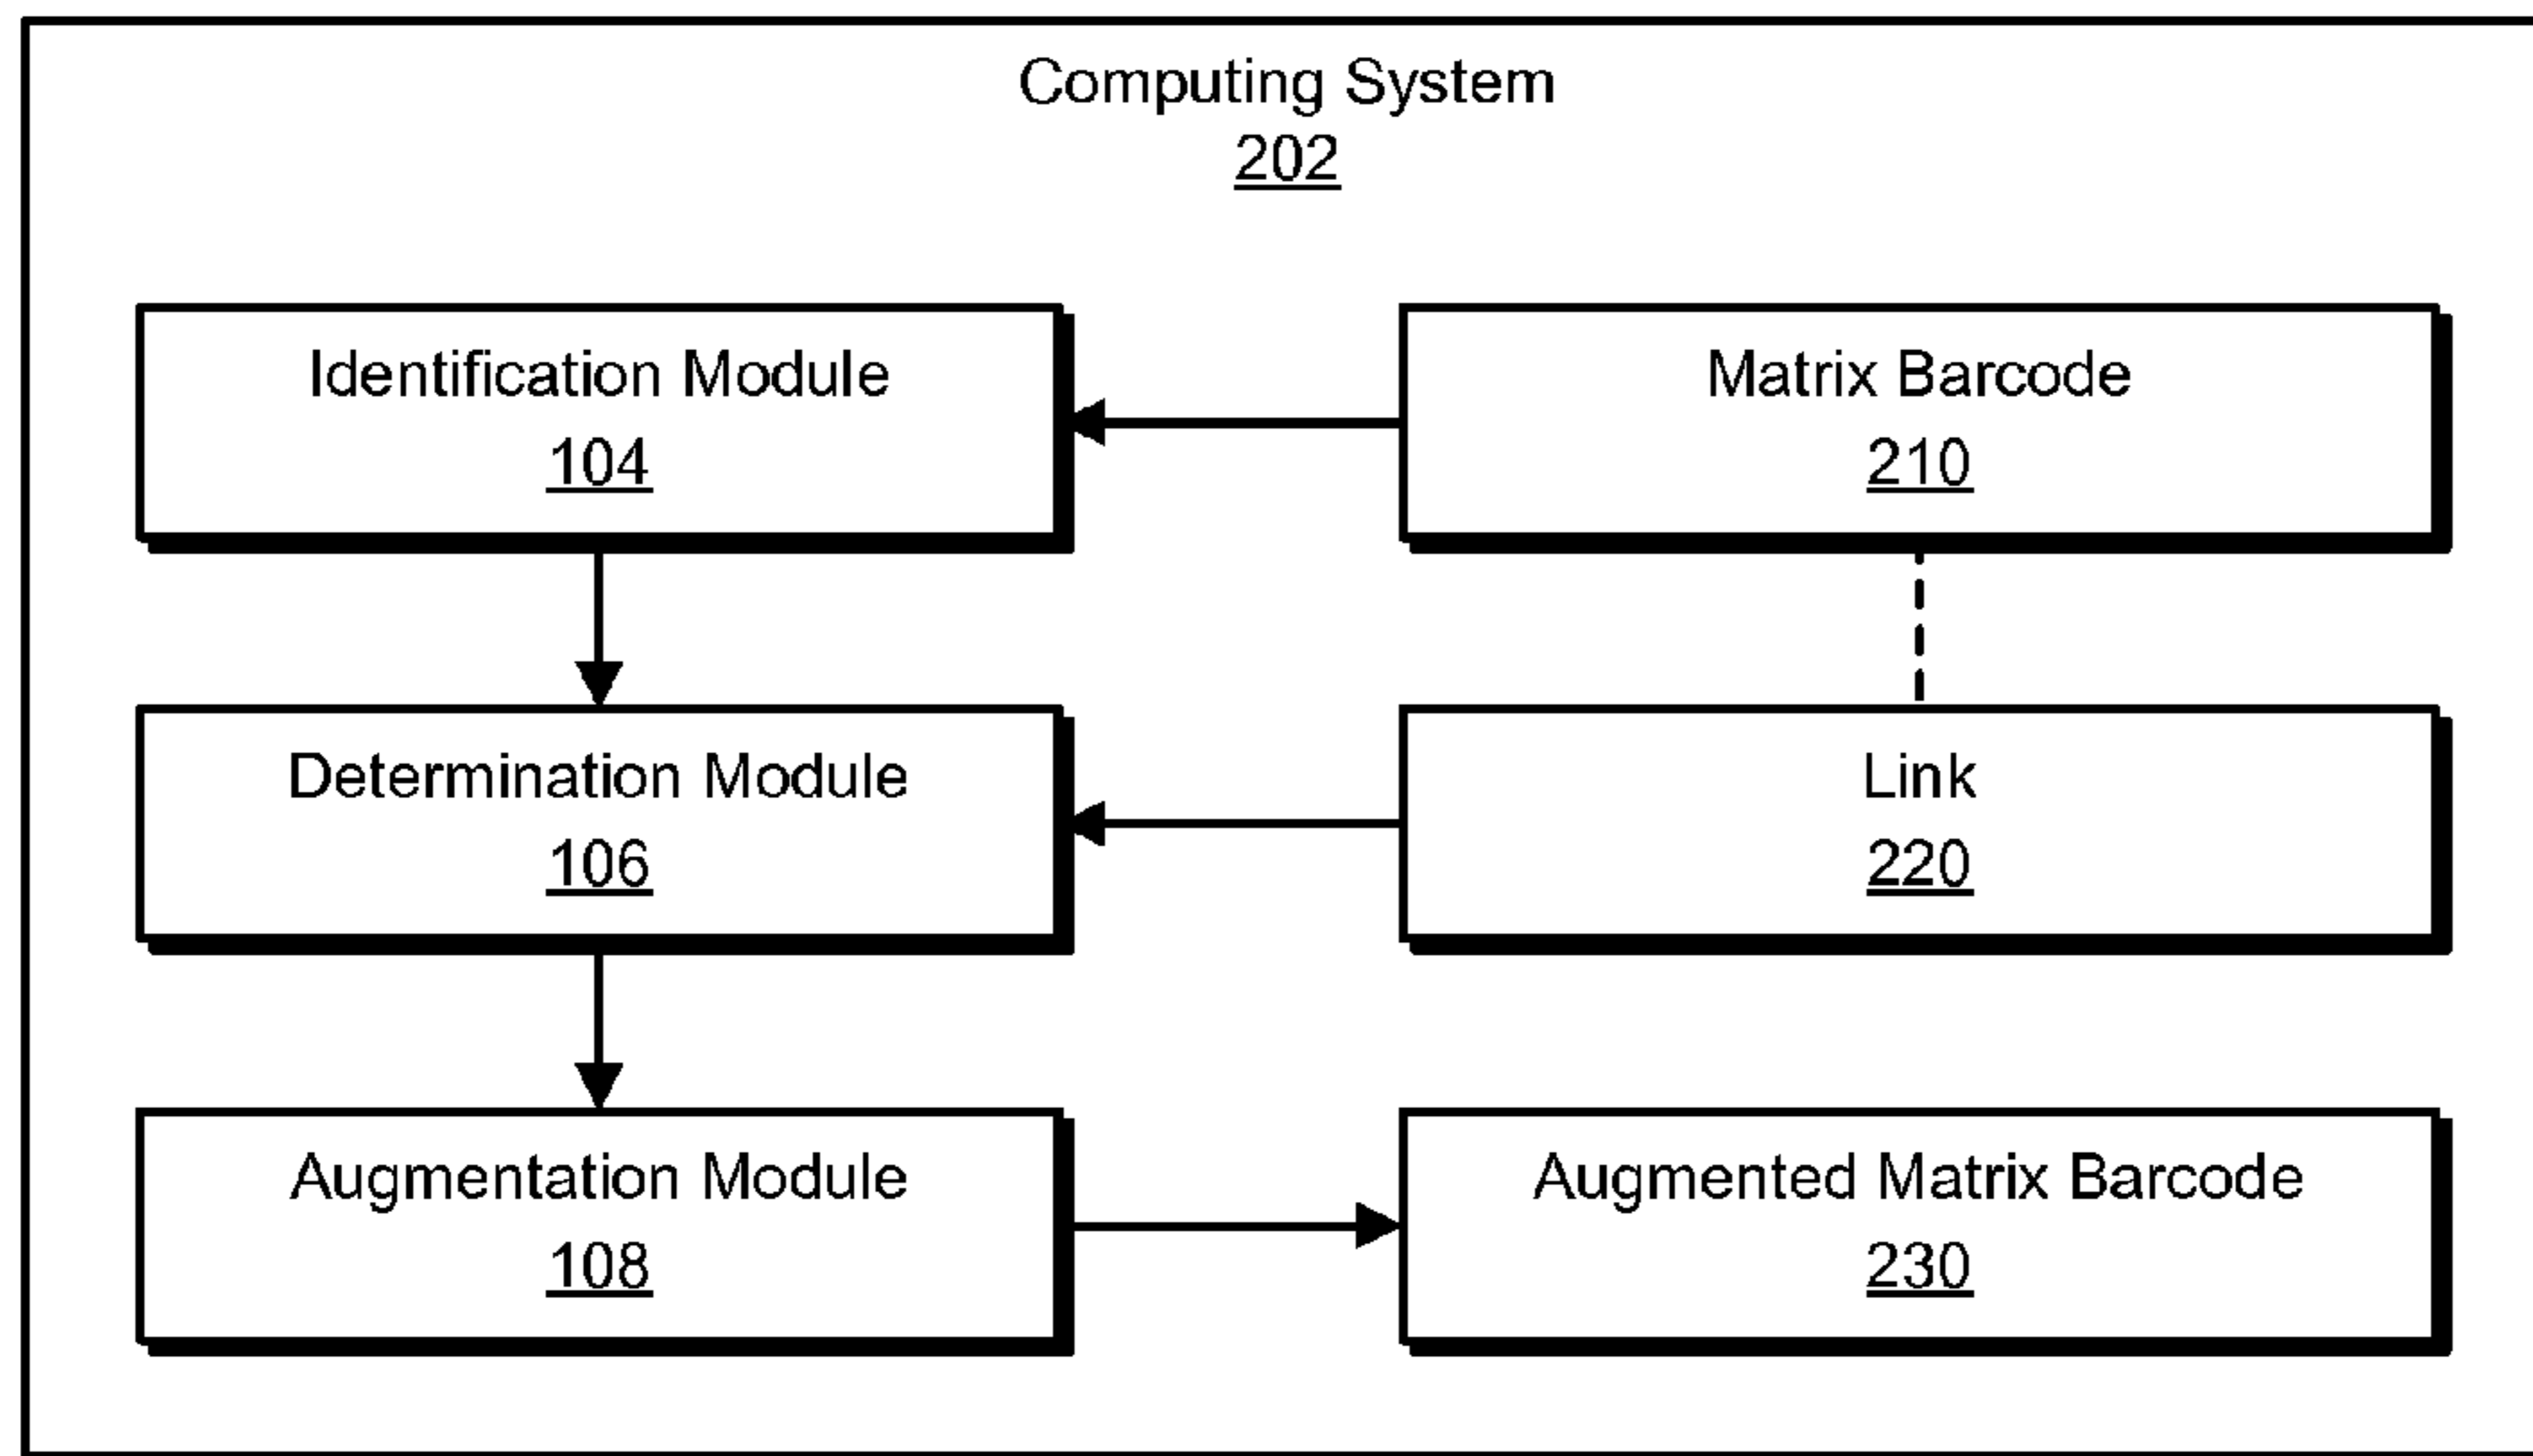 Computing System
202
Identification Module
104
Matrix Barcode
210
Determination Module
106
Link
220
Augmentation Module
108
Augmented Matrix Barcode
230